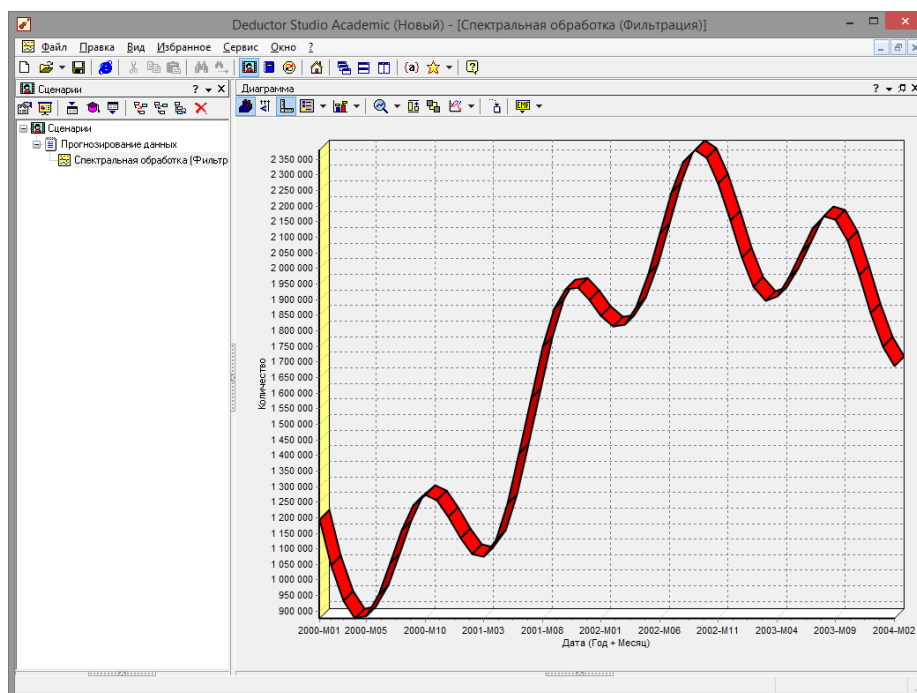 Deductor Studio Academic (Новый) - [Спектральная обработка (Фильтрация)]
Файл Правка Вид Избранное Сервис Окно ?
Сценарии
Диаграмма
Сценарии
Прогнозирование данных
Спектральная обработка (Фильтр
2 350 000
2 300 000
2 250 000
2 200 000
2 150 000
2 100 000
2 050 000
2 000 000
1 950 000
1 900 000
1 850 000
1 800 000
1 750 000
1 700 000
1 650 000
1 600 000
1 550 000
1 500 000
1 450 000
1 400 000
1 350 000
1 300 000
1 250 000
1 200 000
1 150 000
1 100 000
1 050 000
1 000 000
950 000
900 000
Количество
2000-M01 2000-M05 2000-M10 2001-M03 2001-M08 2002-M01 2002-M06 2002-M11 2003-M04 2003-M09 2004-M02
Дата (Год + Месяц)